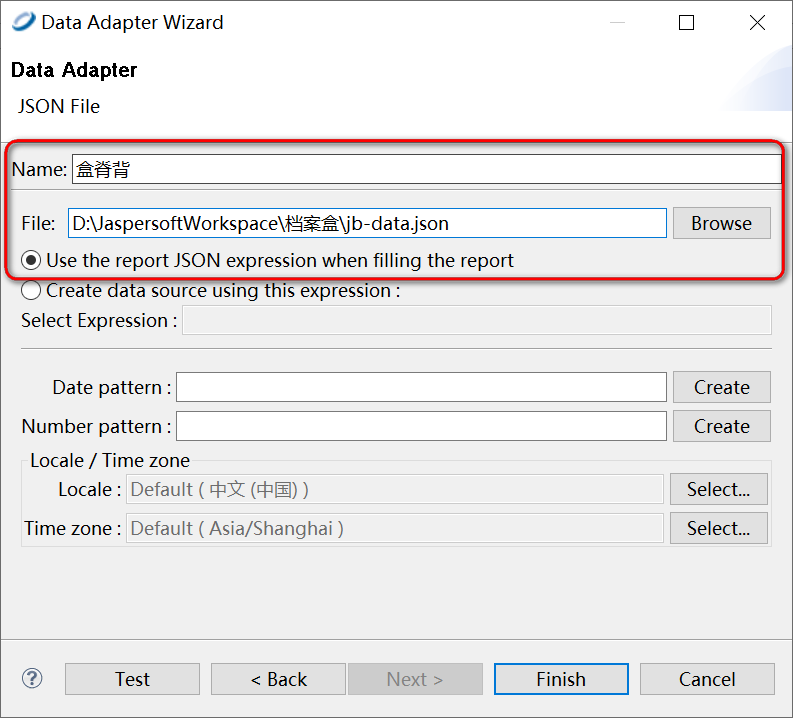 Data Adapter Wizard
Data Adapter
JSON File
Name: 盒脊背
File: D:\JaspersoftWorkspace\档案盒\jb-data.json Browse
Use the report JSON expression when filling the report
Create data source using this expression :
Select Expression :
Date pattern : Create
Number pattern : Create
Locale / Time zone
Locale : Default ( 中文 (中国) ) Select...
Time zone : Default ( Asia/Shanghai ) Select...
? Test < Back Next > Finish Cancel